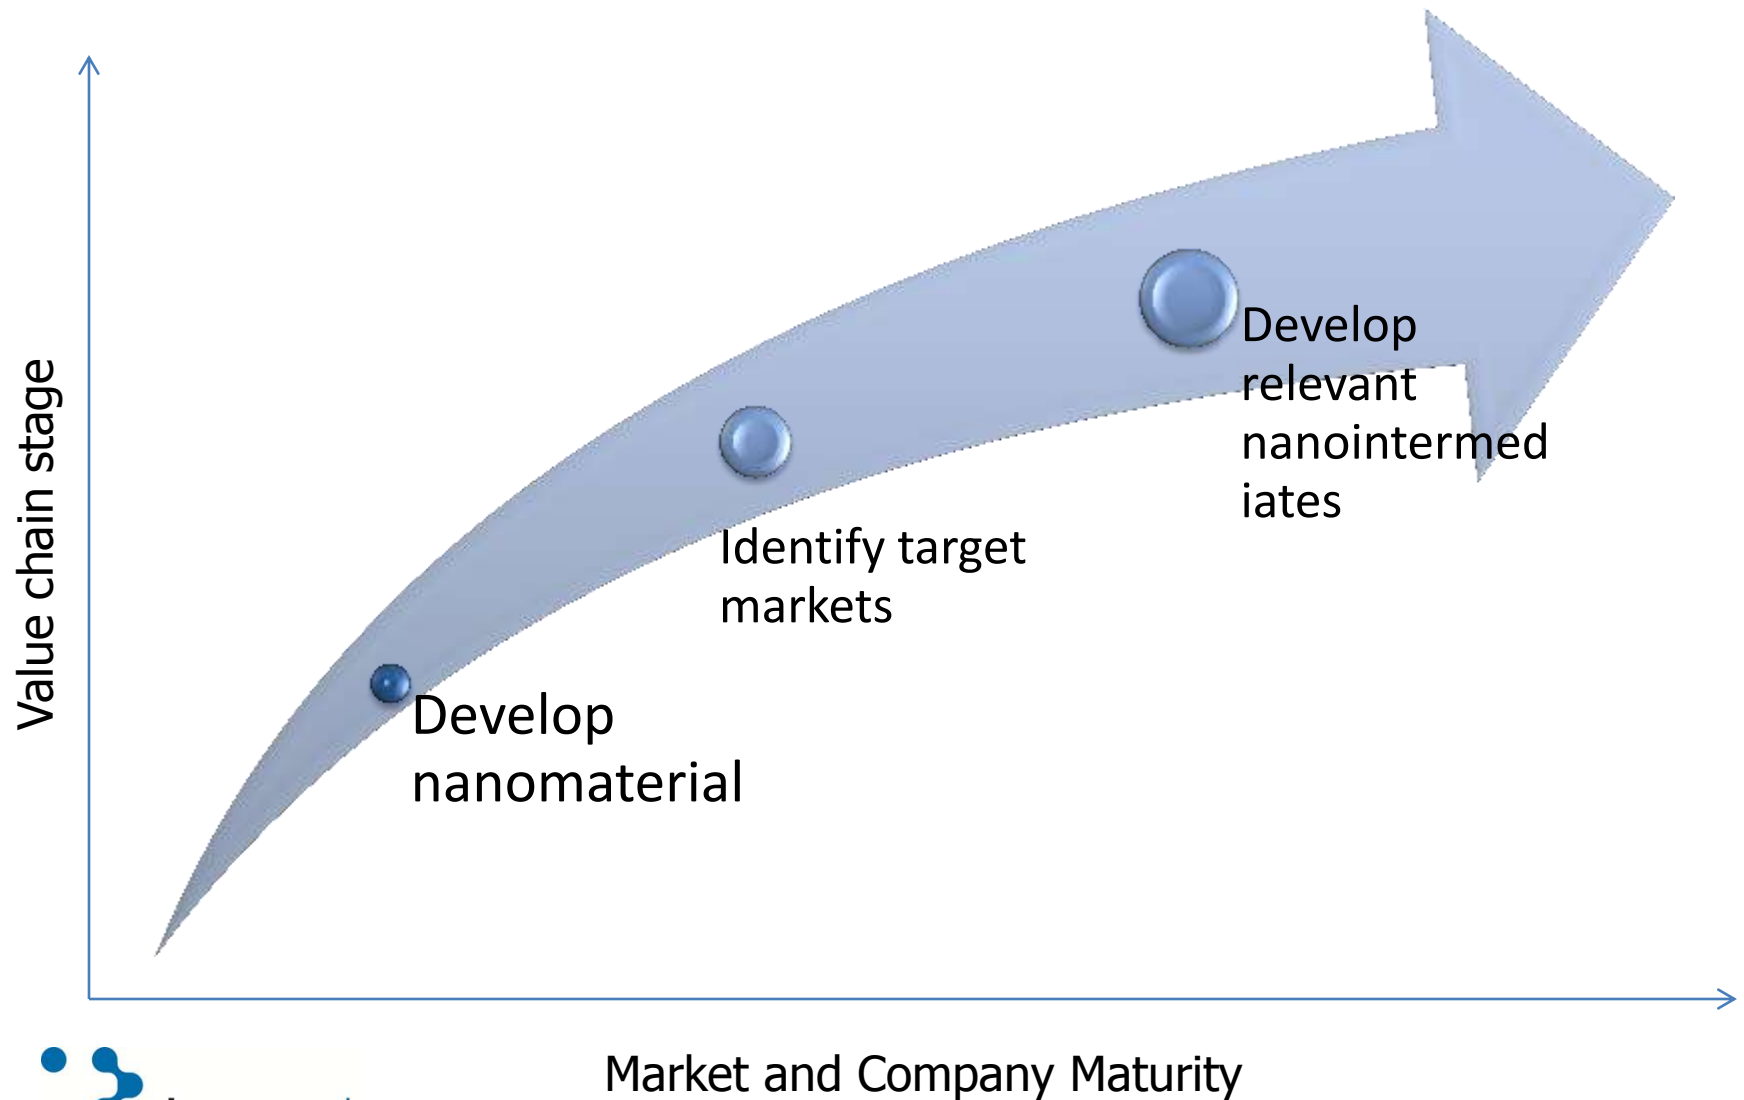 Value chain stage
Develop
relevant
nanointermed
iates
Identify target
markets
Develop
nanomaterial
Market and Company Maturity